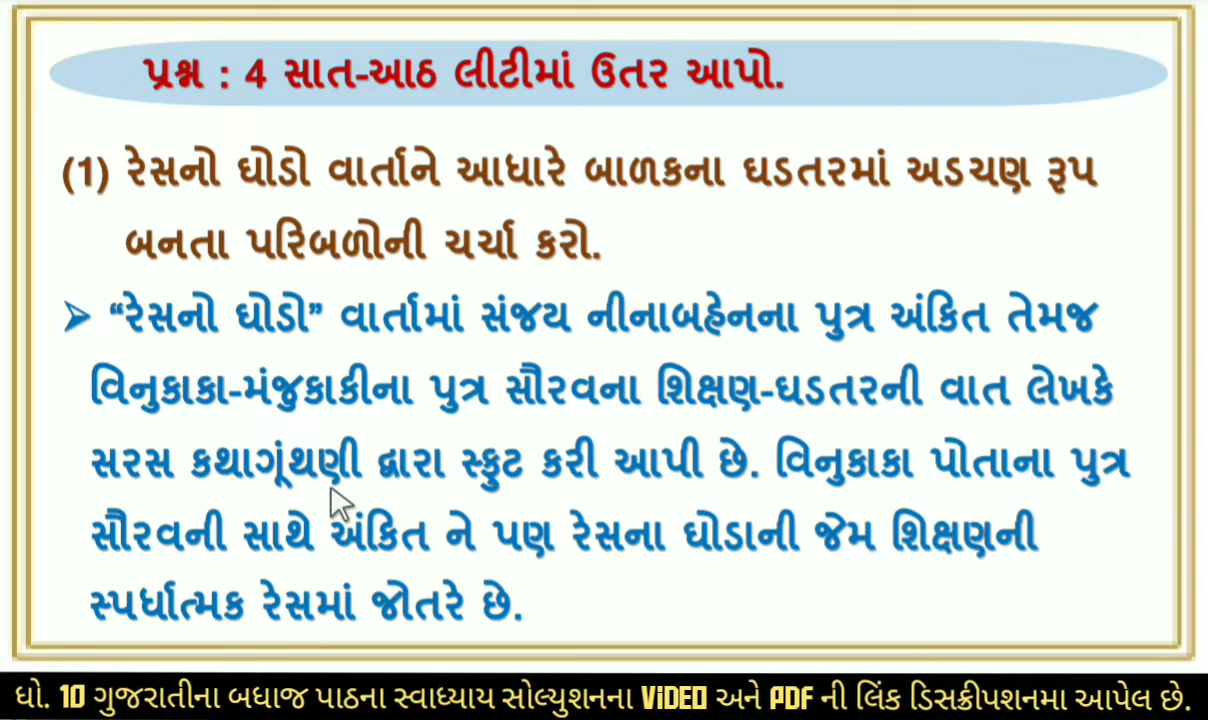 પ્રશ્ન : 4 સાત-આઠ લીટીમાં ઉતર આપો.
(1) રેસનો ઘોડો વાર્તાને આધારે બાળકના ઘડતરમાં અડચણ રૂપ
બનતા પરિબળોની ચર્ચા કરો.
➢ “રેસનો ઘોડો” વાર્તામાં સંજય નીનાબહેનના પુત્ર અંકિત તેમજ
વિનુકાકા-મંજુકાકીના પુત્ર સૌરવના શિક્ષણ-ઘડતરની વાત લેખકે
સરસ કથાગૂંથણી દ્વારા સ્ફુટ કરી આપી છે. વિનુકાકા પોતાના પુત્ર
સૌરવની સાથે અંકિત ને પણ રેસના ઘોડાની જેમ શિક્ષણની
સ્પર્ધાત્મક રેસમાં જોતરે છે.
ધો. 10 ગુજરાતીના બધાજ પાઠના સ્વાધ્યાય સોલ્યુશનના VIDEO અને PDF ની લિંક ડિસક્રીપશનમા આપેલ છે.